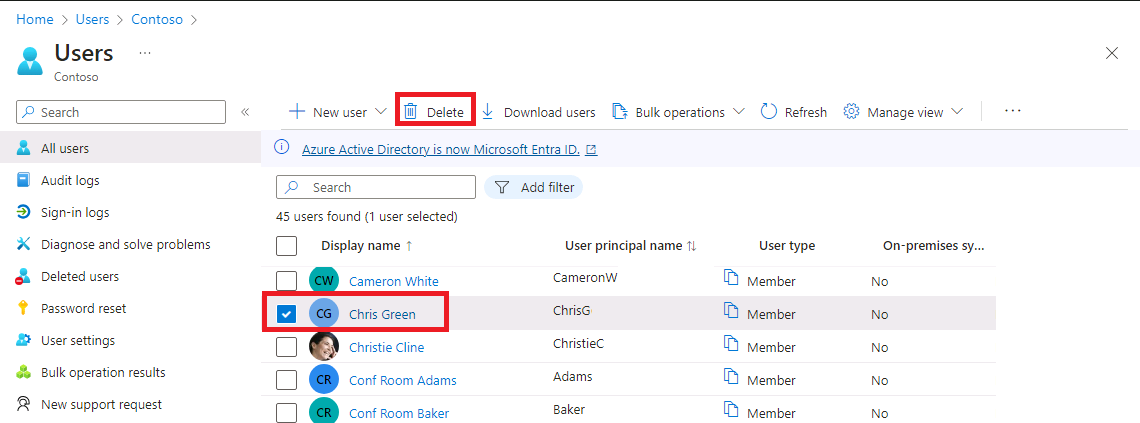 Home > Users > Contoso >
Users ...
Contoso
Search «
New user Delete Download users Bulk operations Refresh Manage view ...
All users
Audit logs
Sign-in logs
Diagnose and solve problems
Deleted users
Password reset
User settings
Bulk operation results
New support request
Azure Active Directory is now Microsoft Entra ID.
Search Add filter
45 users found (1 user selected)
Display name ↑ User principal name ↑↓ User type On-premises sy...
CW Cameron White CameronW Member No
CG Chris Green ChrisG Member No
Christie Cline ChristieC Member No
CR Conf Room Adams Adams Member No
CR Conf Room Baker Baker Member No